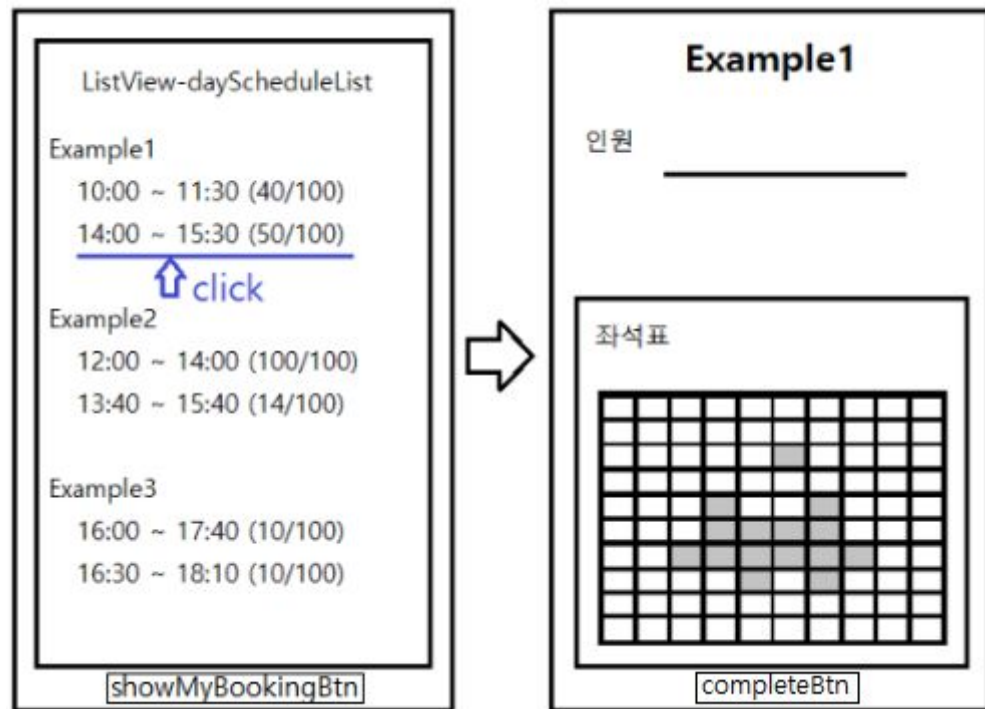 ListView-dayScheduleList
Example1
10:00 ~ 11:30 (40/100)
14:00 ~ 15:30 (50/100)
click
Example2
12:00 ~ 14:00 (100/100)
13:40 ~ 15:40 (14/100)
Example3
16:00 ~ 17:40 (10/100)
16:30 ~ 18:10 (10/100)
showMyBookingBtn
Example1
인원
좌석표
completeBtn